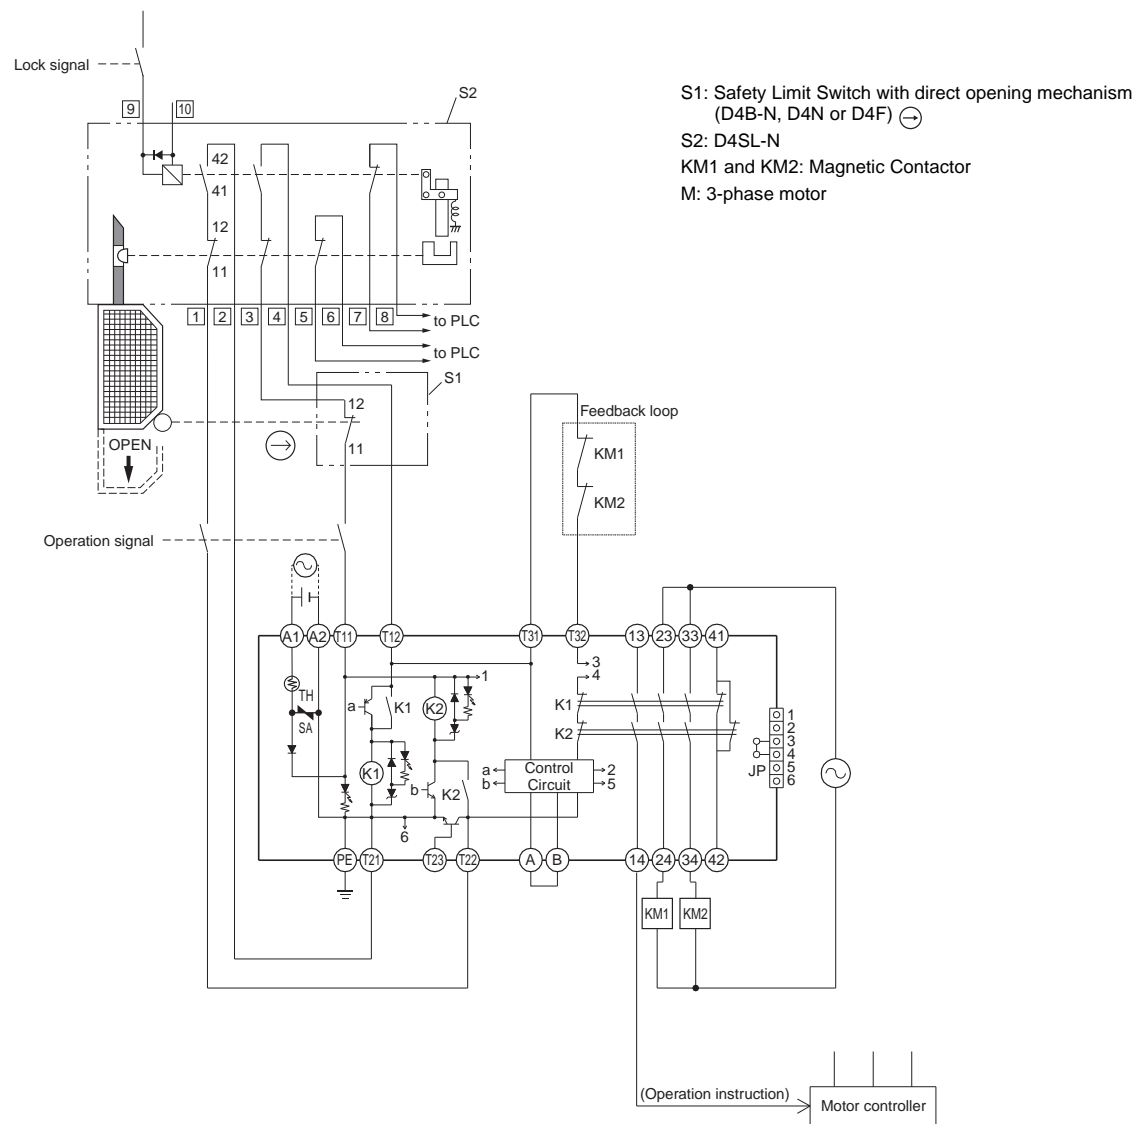 Lock signal
S2
9
10
S1: Safety Limit Switch with direct opening mechanism
(D4B-N, D4N or D4F)
S2: D4SL-N
KM1 and KM2: Magnetic Contactor
M: 3-phase motor
42
41
12
11
1 2 3 4 5 6 7 8
to PLC
to PLC
S1
12
11
OPEN
Feedback loop
KM1
KM2
Operation signal
A1 A2 T11 T12 T31 T32 13 23 33 41
3
4
1
TH
SA
a
K1
K2
K1
K2
K1
b
K2
a
b
Control
Circuit
2
5
6
JP
1
2
3
4
5
6
PE T21 T23 T22 A B 14 24 34 42
KM1
KM2
(Operation instruction)
Motor controller